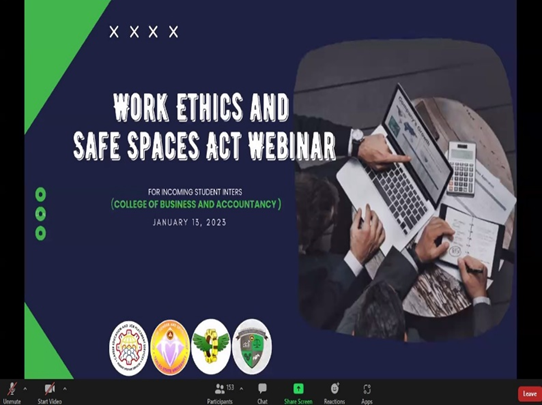 X X X X
WORK ETHICS AND
SAFE SPACES ACT WEBINAR
FOR INCOMING STUDENT INTERS
(COLLEGE OF BUSINESS AND ACCOUNTANCY )
JANUARY 13, 2023
Unmute
Start Video
153
Participants
Chat
Share Screen
Reactions
Apps
Leave